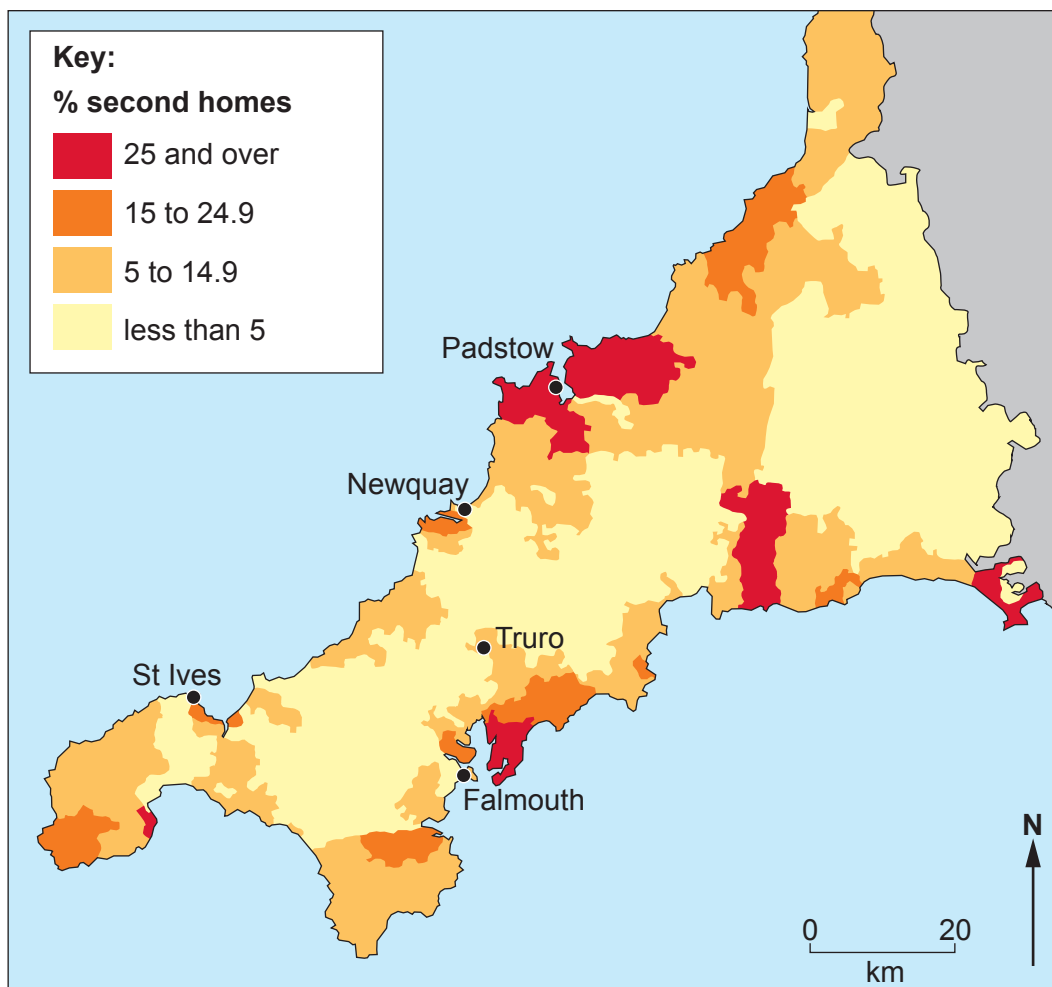 Key:
% second homes
25 and over
15 to 24.9
5 to 14.9
less than 5
Padstow
Newquay
Truro
St Ives
Falmouth
N
0 20
km